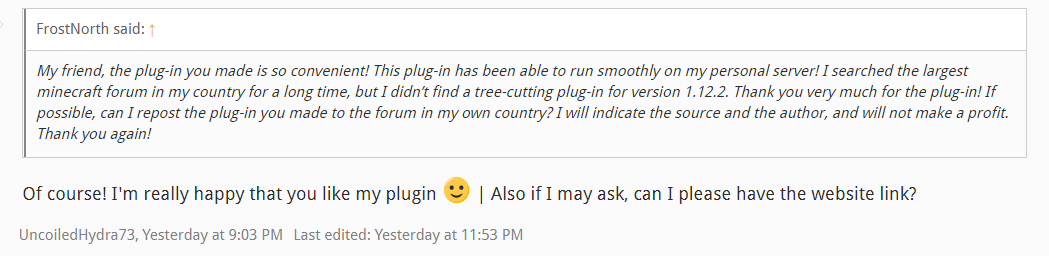 FrostNorth said: ↑
My friend, the plug-in you made is so convenient! This plug-in has been able to run smoothly on my personal server! I searched the largest
minecraft forum in my country for a long time, but I didn’t find a tree-cutting plug-in for version 1.12.2. Thank you very much for the plug-in! If
possible, can I repost the plug-in you made to the forum in my own country? I will indicate the source and the author, and will not make a profit.
Thank you again!
Of course! I'm really happy that you like my plugin 🙂 | Also if I may ask, can I please have the website link?
UncoiledHydra73, Yesterday at 9:03 PM Last edited: Yesterday at 11:53 PM